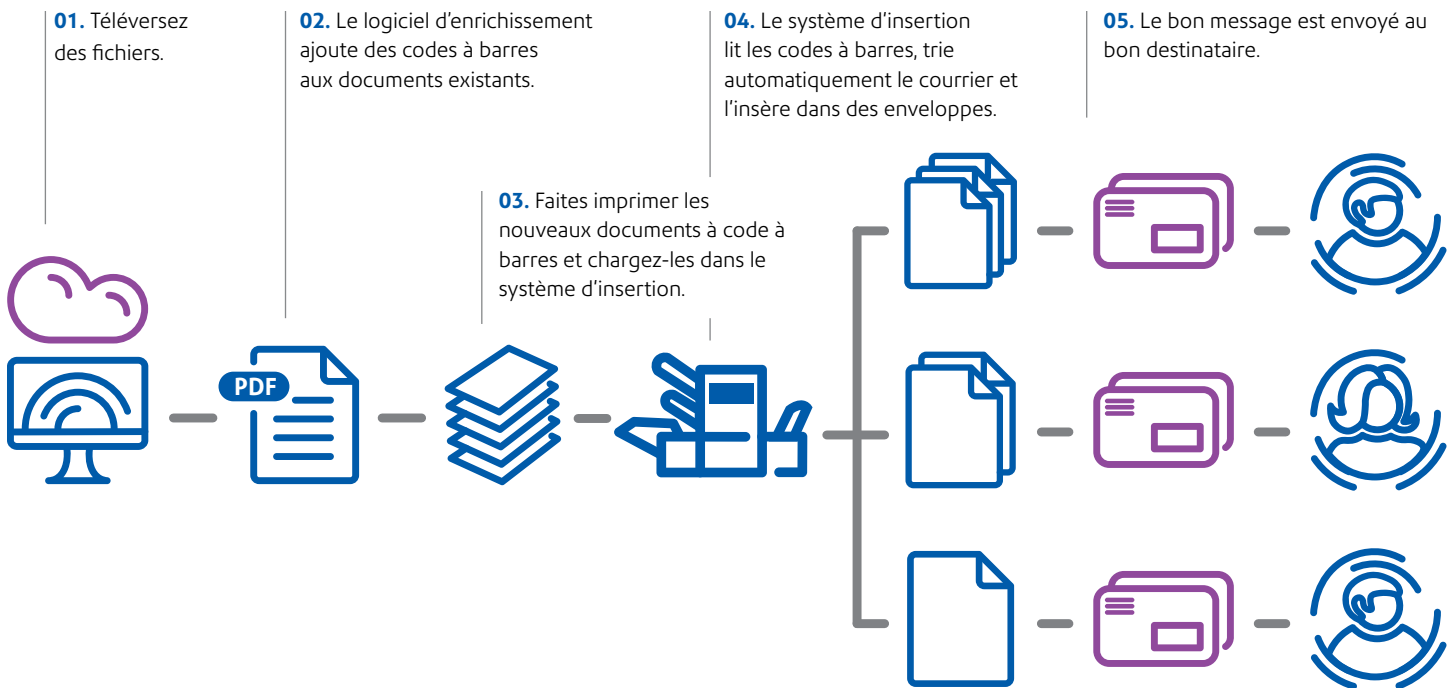 01. Téléversez
des fichiers.
02. Le logiciel d'enrichissement
ajoute des codes à barres
aux documents existants.
03. Faites imprimer les
nouveaux documents à code à
barres et chargez-les dans le
système d'insertion.
04. Le système d'insertion
lit les codes à barres, trie
automatiquement le courrier et
l'insère dans des enveloppes.
05. Le bon message est envoyé au
bon destinataire.
PDF